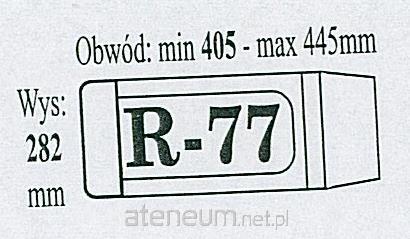 Obwód: min 405 - max 445mm
Wys:
282
mm
R-77
ateneum.net.pl